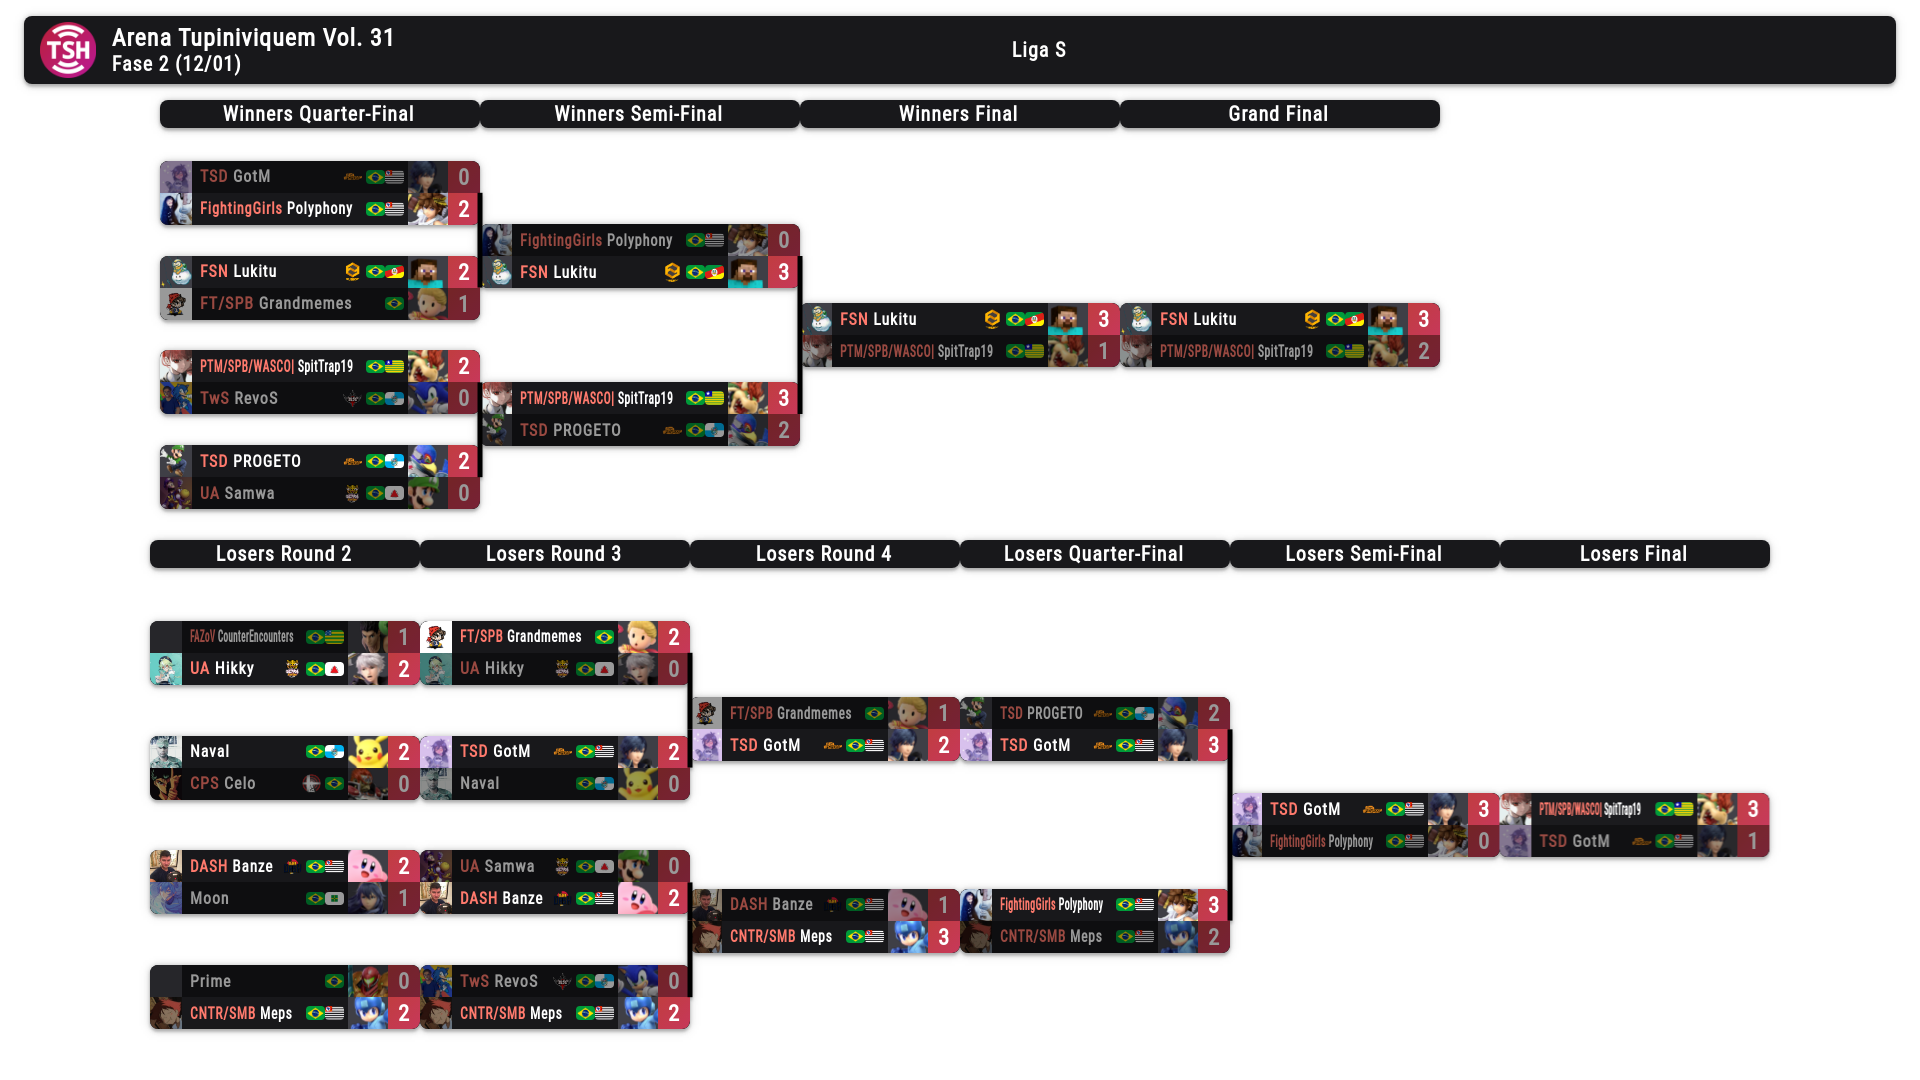 TSH
Arena Tupiniviquem Vol. 31
Fase 2 (12/01)
Liga S
Winners Quarter-Final
Winners Semi-Final
Winners Final
Grand Final
TSD GotM 0
FightingGirls Polyphony 2
FSN Lukitu 2
FT/SPB Grandmemes 1
PTM/SPB/WASCO| SpitTrap19 2
TwS RevoS 0
TSD PROGETO 2
UA Samwa 0
FightingGirls Polyphony 0
FSN Lukitu 3
PTM/SPB/WASCO| SpitTrap19 3
TSD PROGETO 2
FSN Lukitu 3
PTM/SPB/WASCO| SpitTrap19 1
FSN Lukitu 3
PTM/SPB/WASCO| SpitTrap19 2
Losers Round 2
Losers Round 3
Losers Round 4
Losers Quarter-Final
Losers Semi-Final
Losers Final
FAZoV CounterEncounters 1
UA Hikky 2
Naval 2
CPS Celo 0
DASH Banze 2
Moon 1
Prime 0
CNTR/SMB Meps 2
FT/SPB Grandmemes 2
UA Hikky 0
TSD GotM 2
Naval 0
UA Samwa 0
DASH Banze 2
TwS RevoS 0
CNTR/SMB Meps 2
FT/SPB Grandmemes 1
TSD GotM 2
DASH Banze 1
CNTR/SMB Meps 3
TSD PROGETO 2
TSD GotM 3
FightingGirls Polyphony 3
CNTR/SMB Meps 2
TSD GotM 3
FightingGirls Polyphony 0
PTM/SPB/WASCO| SpitTrap19 3
TSD GotM 1